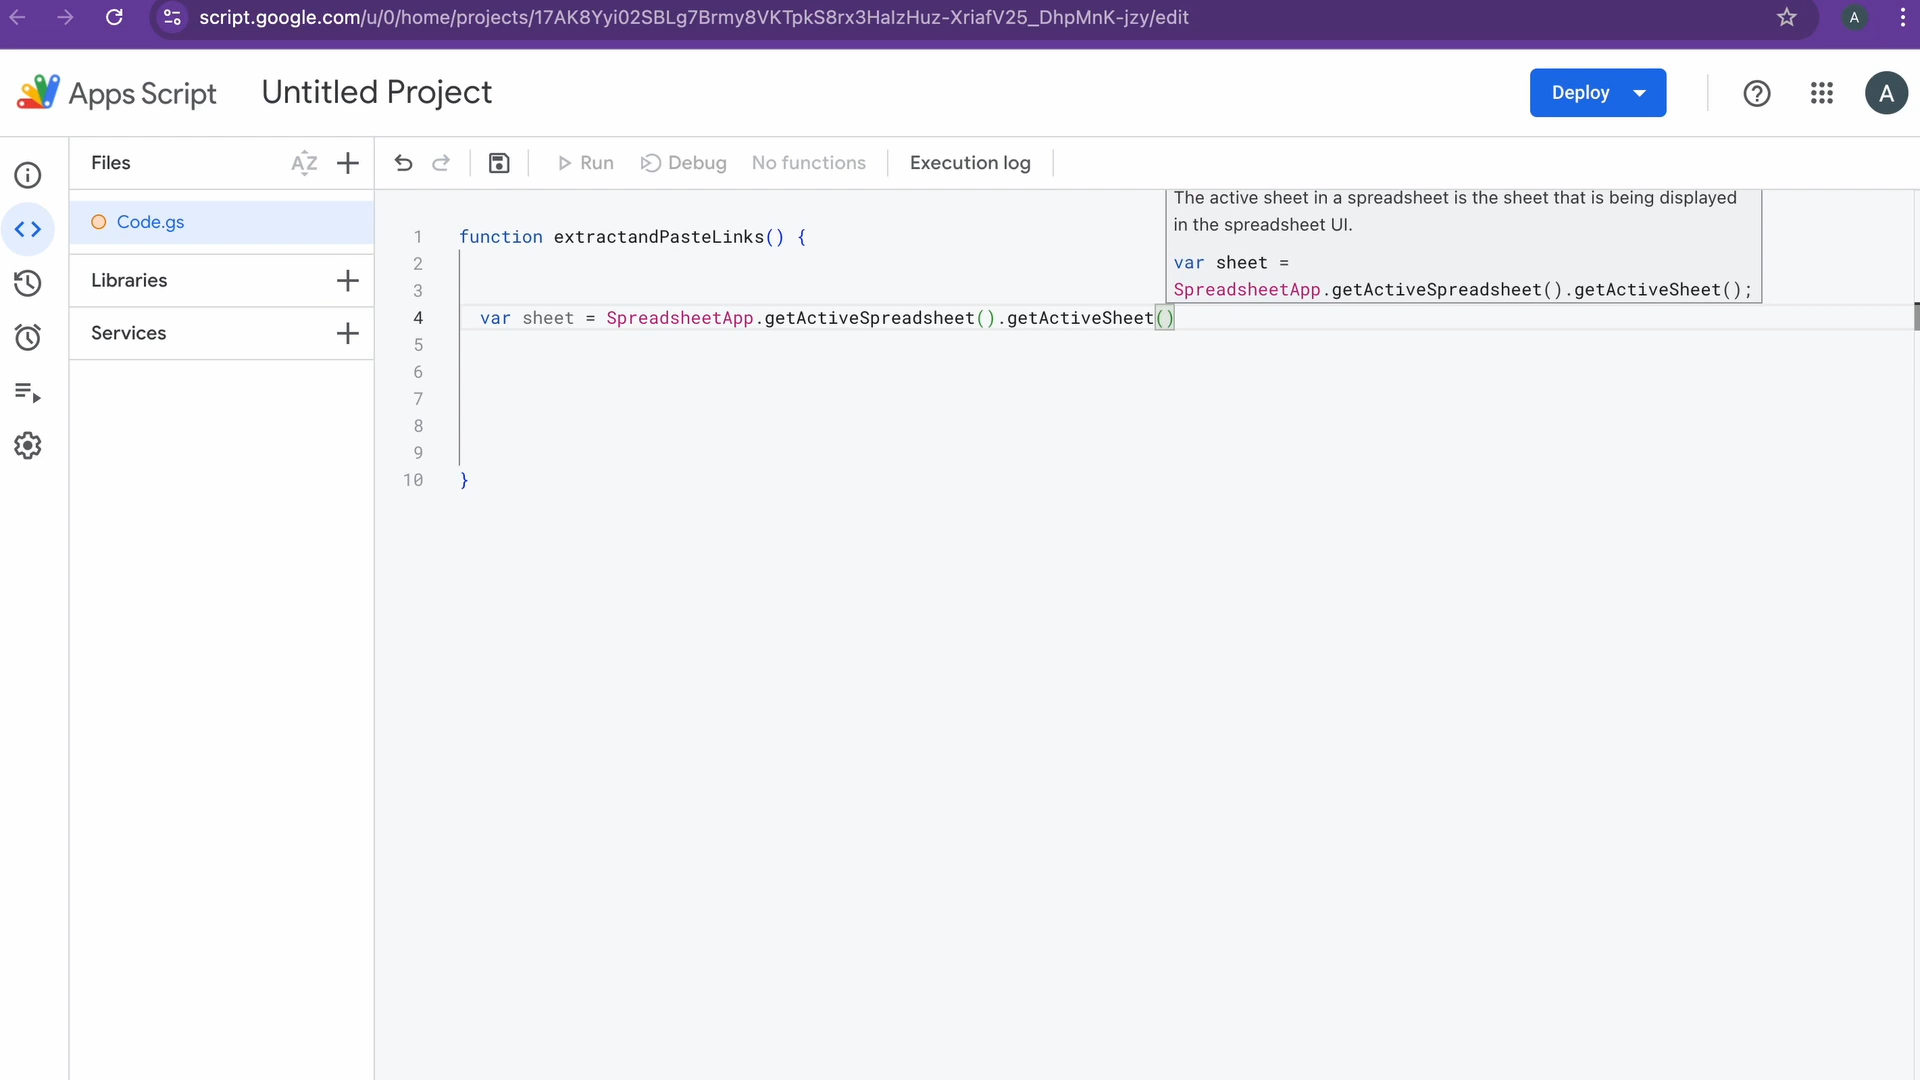 script.google.com/u/0/home/projects/17AK8Yyi02SBLg7Brmy8VKTpkS8rx3HaIzHuz-XriafV25_DhpMnK-jzy/edit
A
Apps Script
Untitled Project
Deploy
A
Files
AZ
Run
Debug
No functions
Execution log
Code.gs
Libraries
Services
The active sheet in a spreadsheet is the sheet that is being displayed
in the spreadsheet UI.
var sheet =
SpreadsheetApp.getActiveSpreadsheet().getActiveSheet();
1 function extractandPasteLinks() {
2
3
4 var sheet = SpreadsheetApp.getActiveSpreadsheet().getActiveSheet()
5
6
7
8
9
10 }